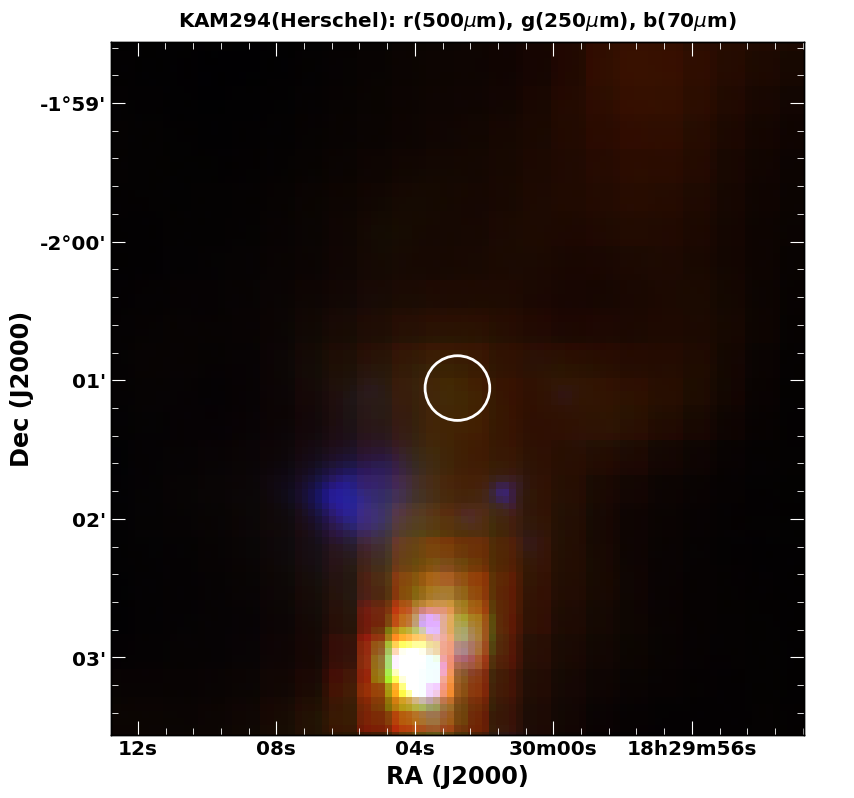 KAM294(Herschel): r(500μm), g(250μm), b(70μm)
-1°59'
-2°00'
01'
02'
03'
Dec (J2000)
12s 08s 04s 30m00s 18h29m56s
RA (J2000)